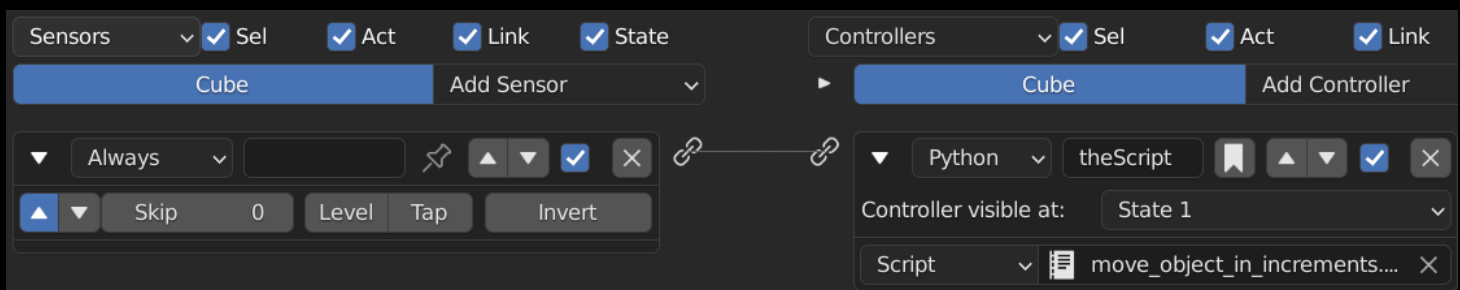 Sensors Sel Act Link State Controllers Sel Act Link
Cube Add Sensor Cube Add Controller
Always Python theScript
Skip 0 Level Tap Invert Controller visible at: State 1
Script move_object_in_increments....